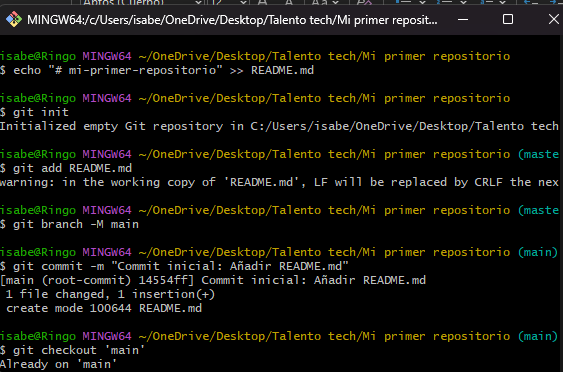 Aptos (Cuerpo) 12
MINGW64:/c/Users/isabe/OneDrive/Desktop/Talento tech/Mi primer reposit...
isabe@Ringo MINGW64 ~/OneDrive/Desktop/Talento tech/Mi primer repositorio
$ echo "# mi-primer-repositorio" >> README.md
isabe@Ringo MINGW64 ~/OneDrive/Desktop/Talento tech/Mi primer repositorio
$ git init
Initialized empty Git repository in C:/Users/isabe/OneDrive/Desktop/Talento tech
isabe@Ringo MINGW64 ~/OneDrive/Desktop/Talento tech/Mi primer repositorio (maste
$ git add README.md
warning: in the working copy of 'README.md', LF will be replaced by CRLF the nex
isabe@Ringo MINGW64 ~/OneDrive/Desktop/Talento tech/Mi primer repositorio (maste
$ git branch -M main
isabe@Ringo MINGW64 ~/OneDrive/Desktop/Talento tech/Mi primer repositorio (main)
$ git commit -m "Commit inicial: Añadir README.md"
[main (root-commit) 14554ff] Commit inicial: Añadir README.md
1 file changed, 1 insertion(+)
create mode 100644 README.md
isabe@Ringo MINGW64 ~/OneDrive/Desktop/Talento tech/Mi primer repositorio (main)
$ git checkout 'main'
Already on 'main'